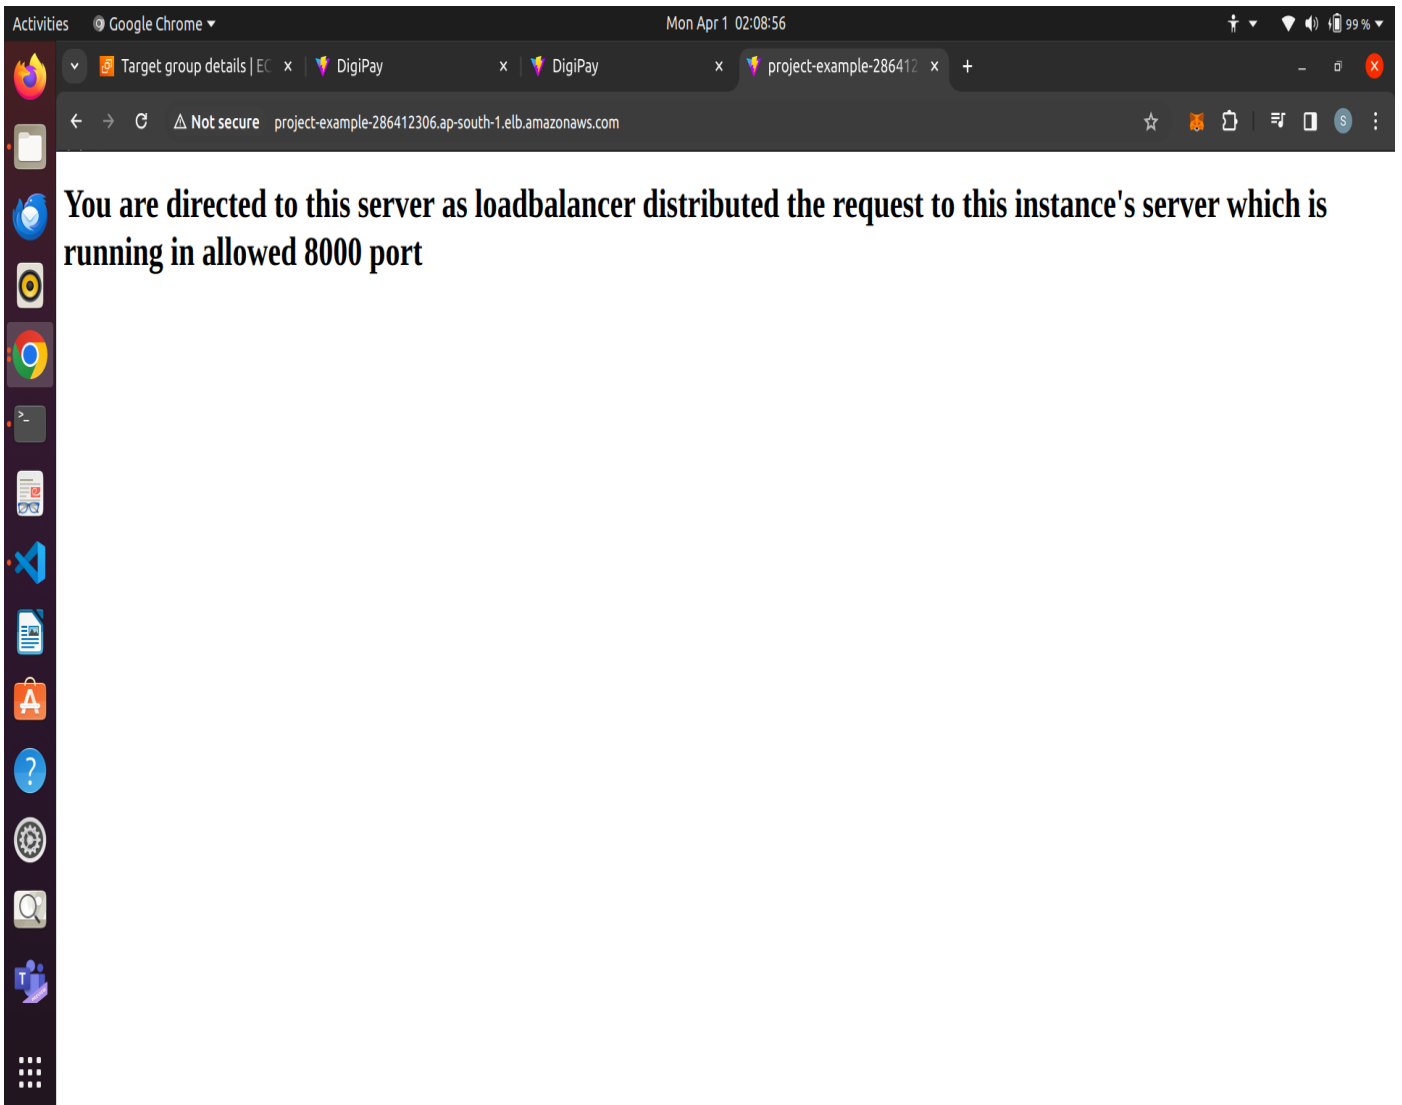 Activities Google Chrome Mon Apr 1 02:08:56 99 %
Target group details | EC DigiPay DigiPay project-example-286412
Not secure project-example-286412306.ap-south-1.elb.amazonaws.com S
You are directed to this server as loadbalancer distributed the request to this instance's server which is
running in allowed 8000 port